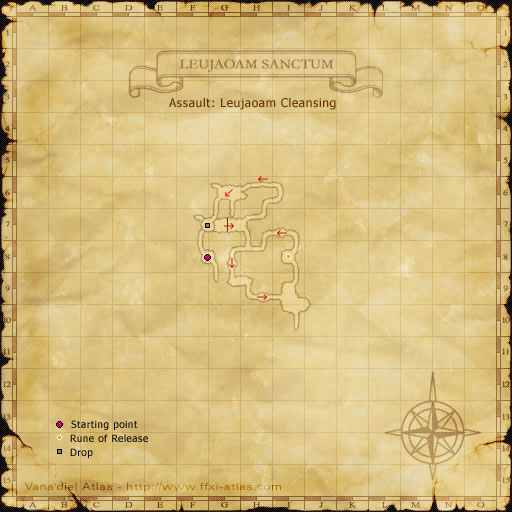 A B C D E F G H I J K L M N O
LEUJAOAM SANCTUM
Assault: Leujaoam Cleansing
1
2
3
4
5
6
7
8
9
10
11
12
13
14
15
Starting point
Rune of Release
Drop
Vana'diel Atlas - http://www.ffxi-atlas.com